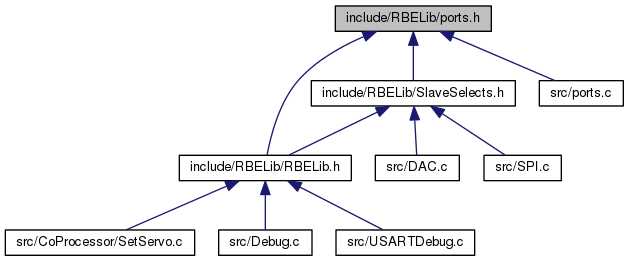 include/RBELib/ports.h
include/RBELib/SlaveSelects.h
src/ports.c
include/RBELib/RBELib.h
src/DAC.c
src/SPI.c
src/CoProcessor/SetServo.c
src/Debug.c
src/USARTDebug.c